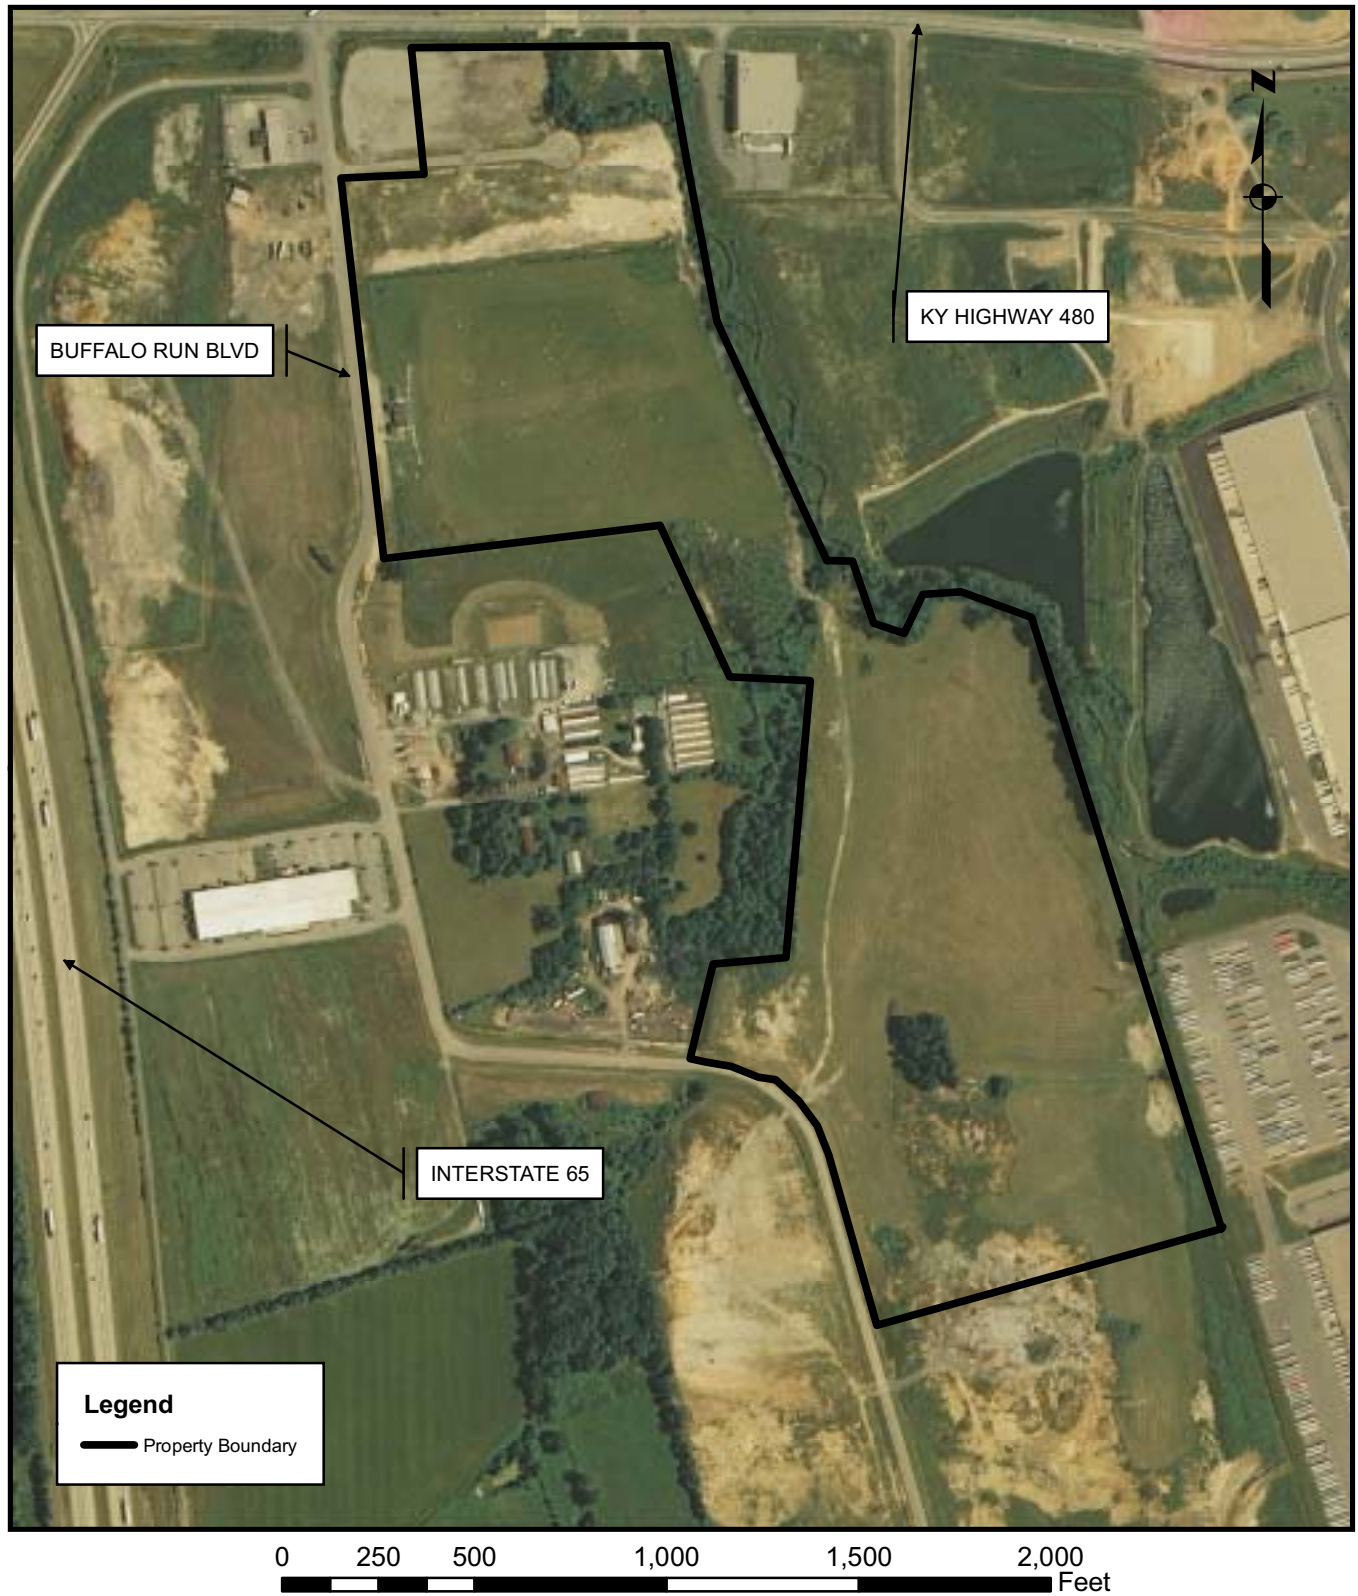 N
KY HIGHWAY 480
BUFFALO RUN BLVD
INTERSTATE 65
Legend
Property Boundary
0 250 500 1,000 1,500 2,000
Feet